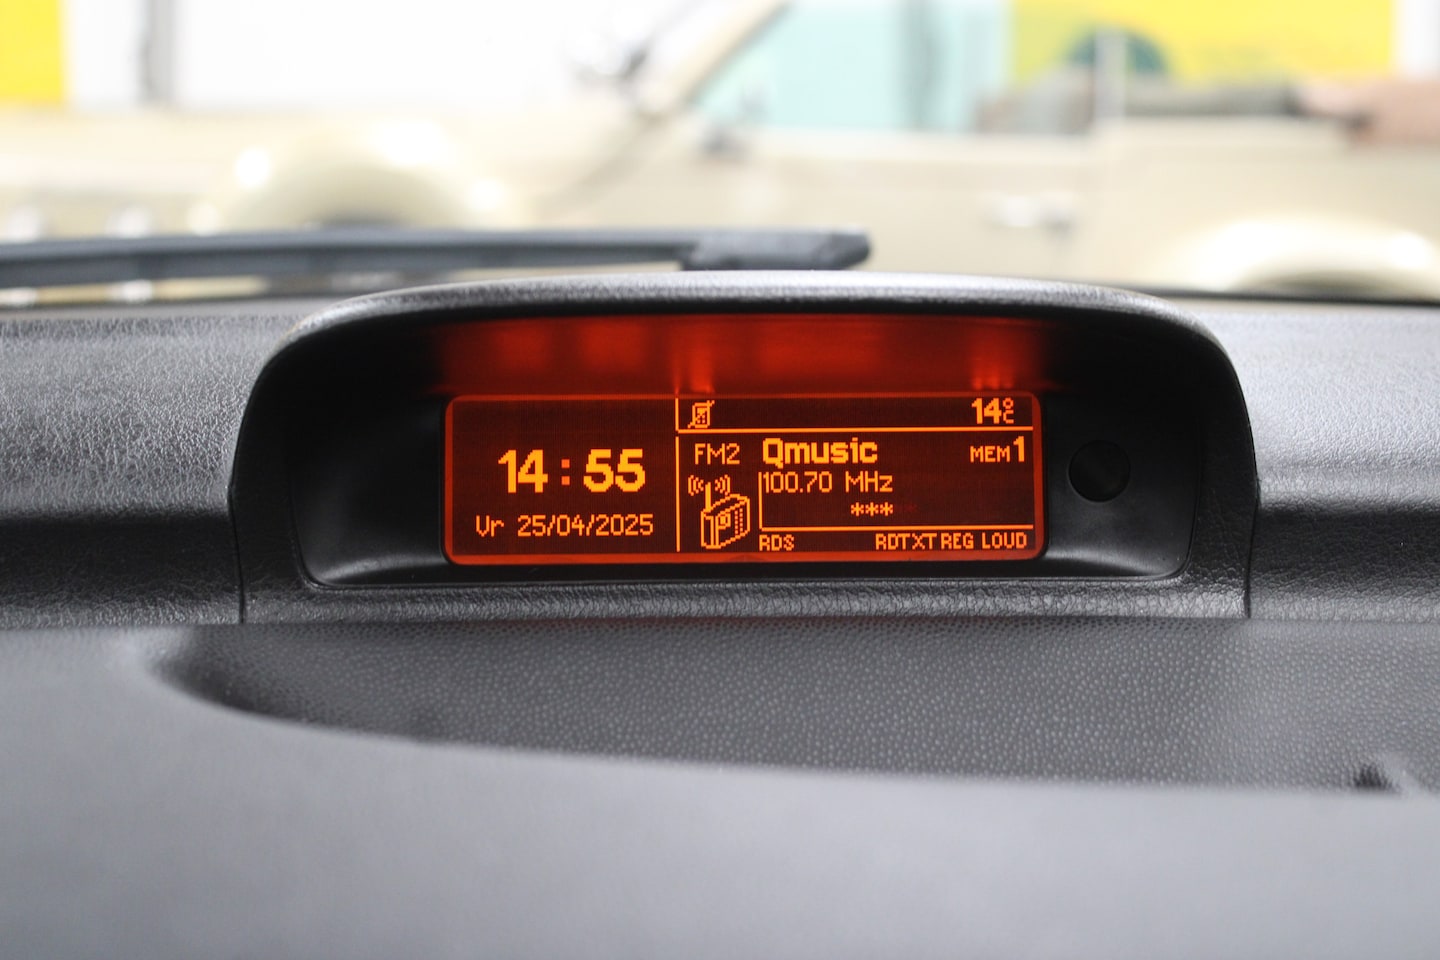 14:55
Vr 25/04/2025
14°C
FM2 Qmusic MEM 1
100.70 MHz
***
RDS RDTXT REG LOUD